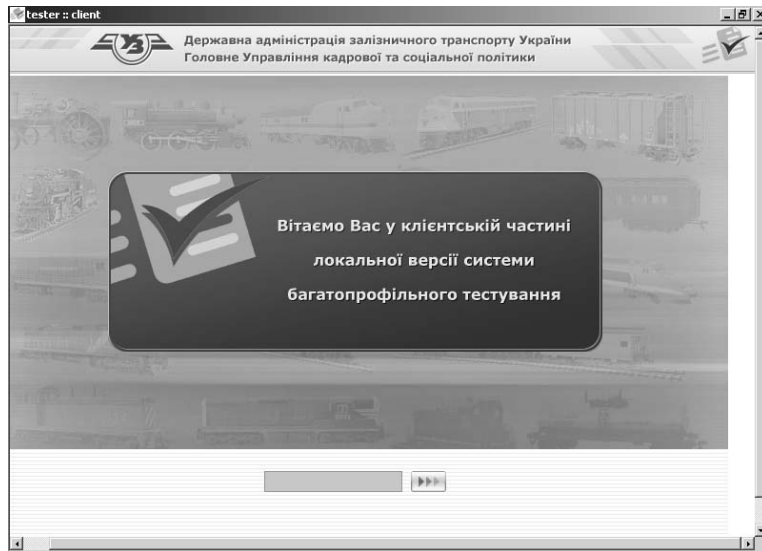 tester :: client
УЗ
Державна адміністрація залізничного транспорту України
Головне Управління кадрової та соціальної політики
Вітаємо Вас у клієнтській частині
локальної версії системи
багатопрофільного тестування